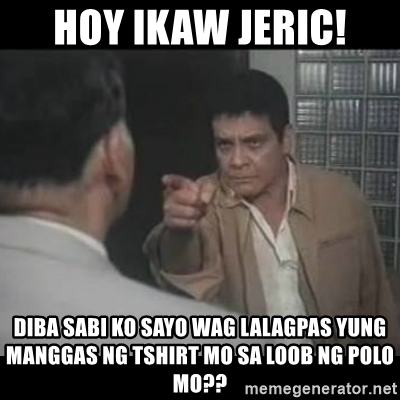 HOY IKAW JERIC!
DIBA SABI KO SAYO WAG LALAGPAS YUNG
MANGGAS NG TSHIRT MO SA LOOB NG POLO
MO??
memegenerator.net